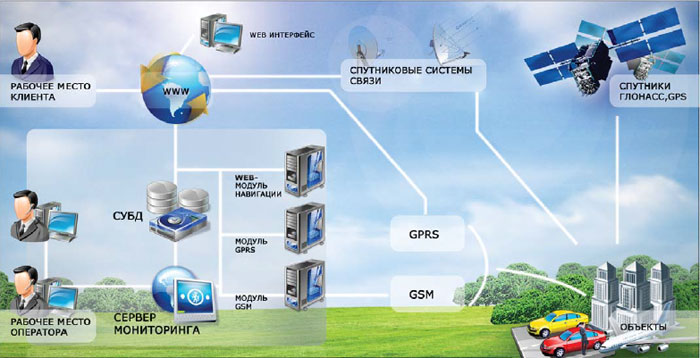 WEB ИНТЕРФЕЙС
РАБОЧЕЕ МЕСТО
КЛИЕНТА
WWW
СПУТНИКОВЫЕ СИСТЕМЫ
СВЯЗИ
СПУТНИКИ
ГЛОНАСС,GPS
WEB-
МОДУЛЬ
НАВИГАЦИИ
СУБД
МОДУЛЬ
GPRS
GPRS
МОДУЛЬ
GSM
GSM
СЕРВЕР
МОНИТОРИНГА
РАБОЧЕЕ МЕСТО
ОПЕРАТОРА
ОБЪЕКТЫ